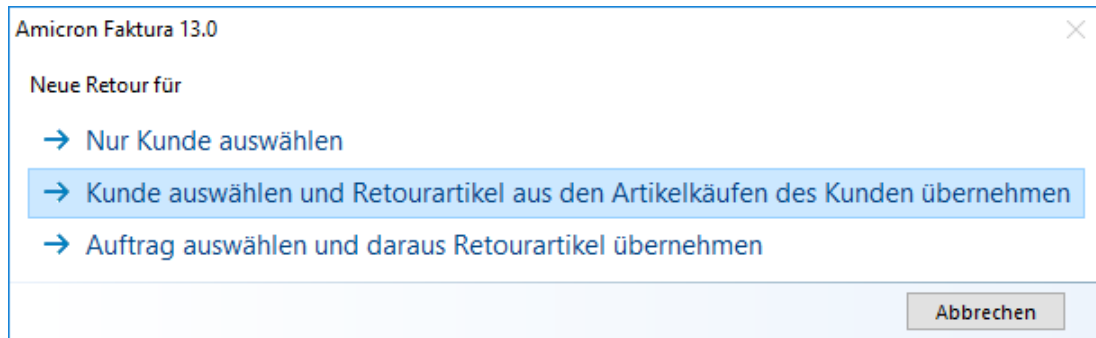 Amicron Faktura 13.0
Neue Retour für
Nur Kunde auswählen
Kunde auswählen und Retourartikel aus den Artikelkäufen des Kunden übernehmen
Auftrag auswählen und daraus Retourartikel übernehmen
Abbrechen